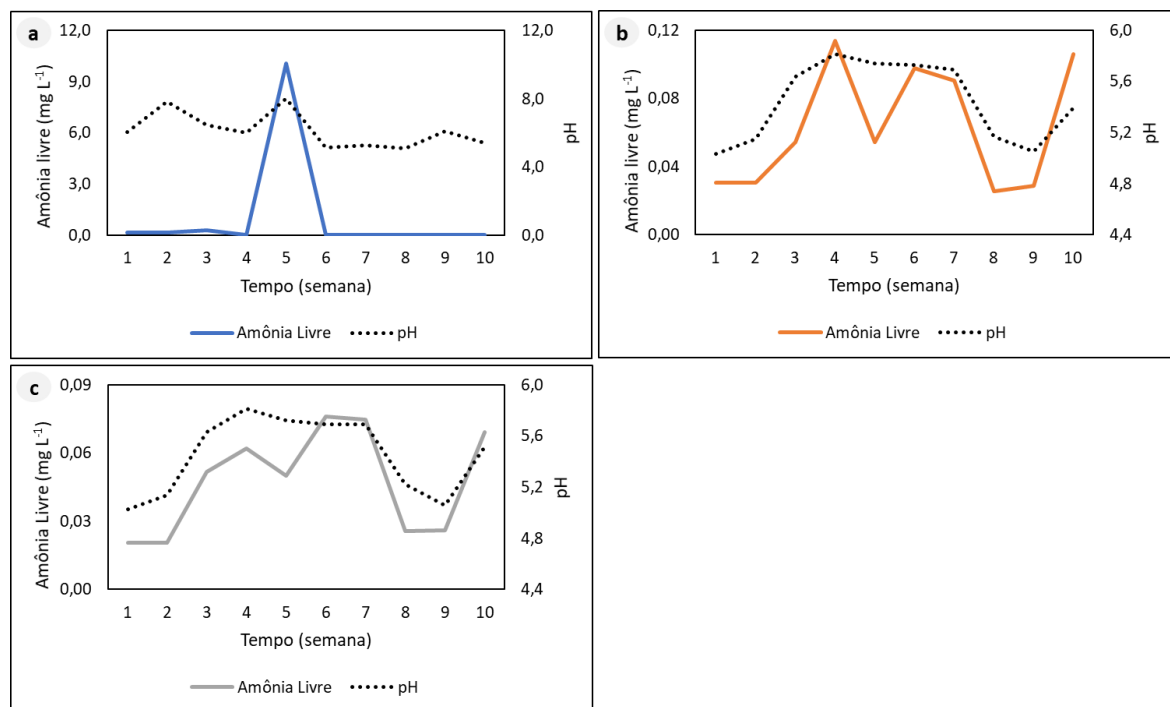 a
12,0
9,0
6,0
3,0
0,0
Amônia livre (mg L⁻¹)
12,0
8,0
4,0
0,0
pH
1 2 3 4 5 6 7 8 9 10
Tempo (semana)
Amônia Livre pH
b
0,12
0,08
0,04
0,00
Amônia livre (mg L⁻¹)
6,0
5,6
5,2
4,8
4,4
pH
1 2 3 4 5 6 7 8 9 10
Tempo (semana)
Amônia Livre pH
c
0,09
0,06
0,03
0,00
Amônia Livre (mg L⁻¹)
6,0
5,6
5,2
4,8
4,4
pH
1 2 3 4 5 6 7 8 9 10
Tempo (semana)
Amônia Livre pH